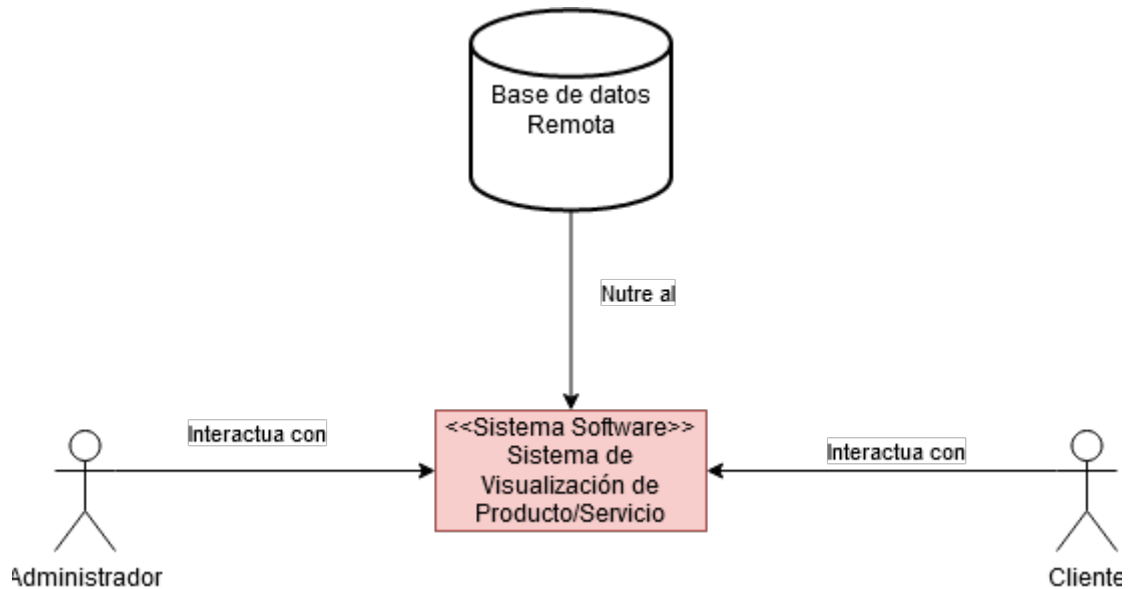 Base de datos
Remota
Nutre al
Interactua con
<<Sistema Software>>
Sistema de
Visualización de
Producto/Servicio
Interactua con
Administrador
Cliente